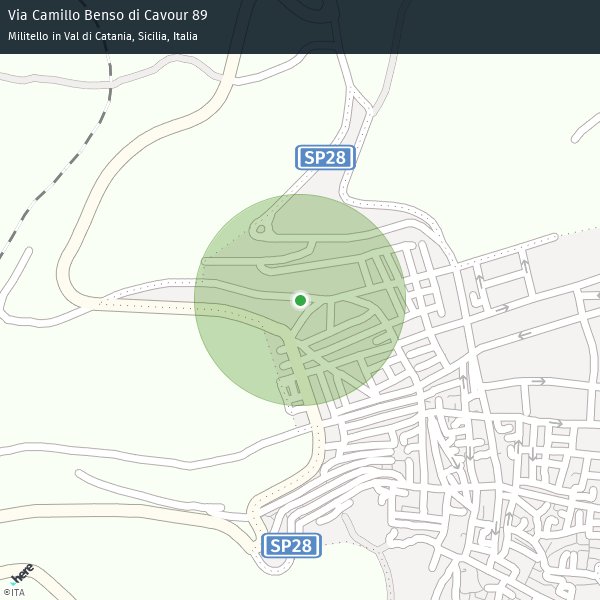 Via Camillo Benso di Cavour 89
Militello in Val di Catania, Sicilia, Italia
SP28
SP28
here
©ITA